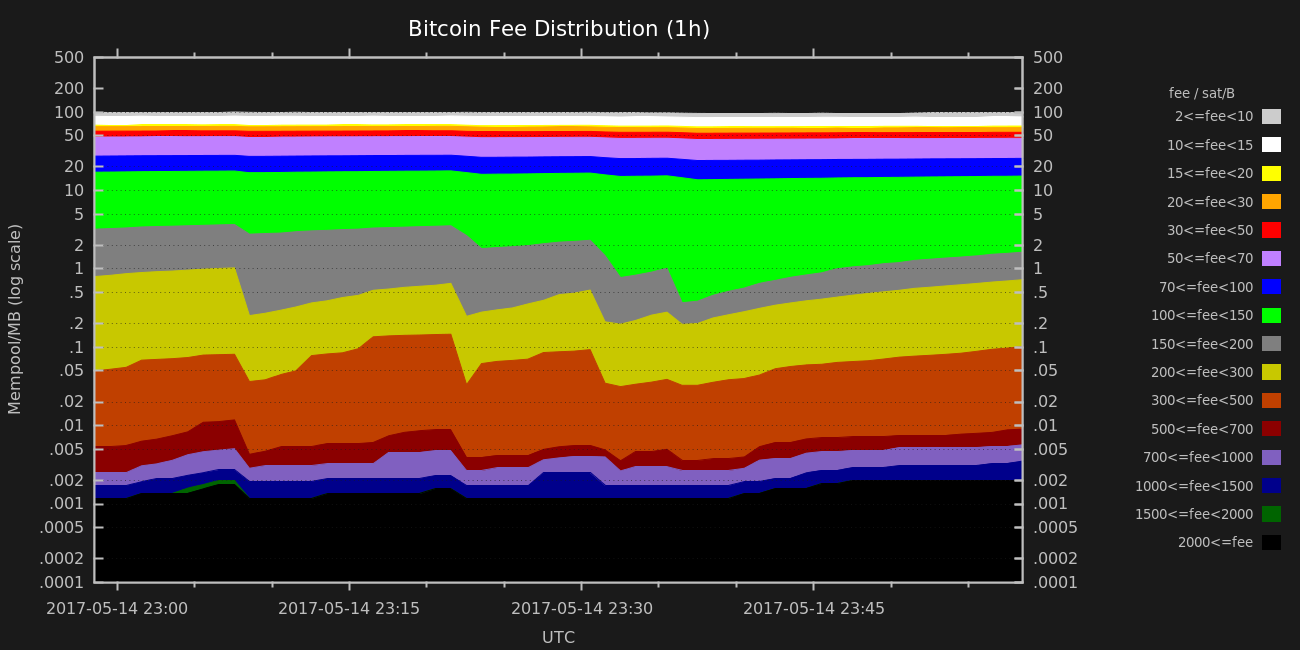 Bitcoin Fee Distribution (1h)
Mempool/MB (log scale)
500
200
100
50
20
10
5
2
1
.5
.2
.1
.05
.02
.01
.005
.002
.001
.0005
.0002
.0001
500
200
100
50
20
10
5
2
1
.5
.2
.1
.05
.02
.01
.005
.002
.001
.0005
.0002
.0001
2017-05-14 23:00
2017-05-14 23:15
2017-05-14 23:30
2017-05-14 23:45
UTC
fee / sat/B
2<=fee<10
10<=fee<15
15<=fee<20
20<=fee<30
30<=fee<50
50<=fee<70
70<=fee<100
100<=fee<150
150<=fee<200
200<=fee<300
300<=fee<500
500<=fee<700
700<=fee<1000
1000<=fee<1500
1500<=fee<2000
2000<=fee